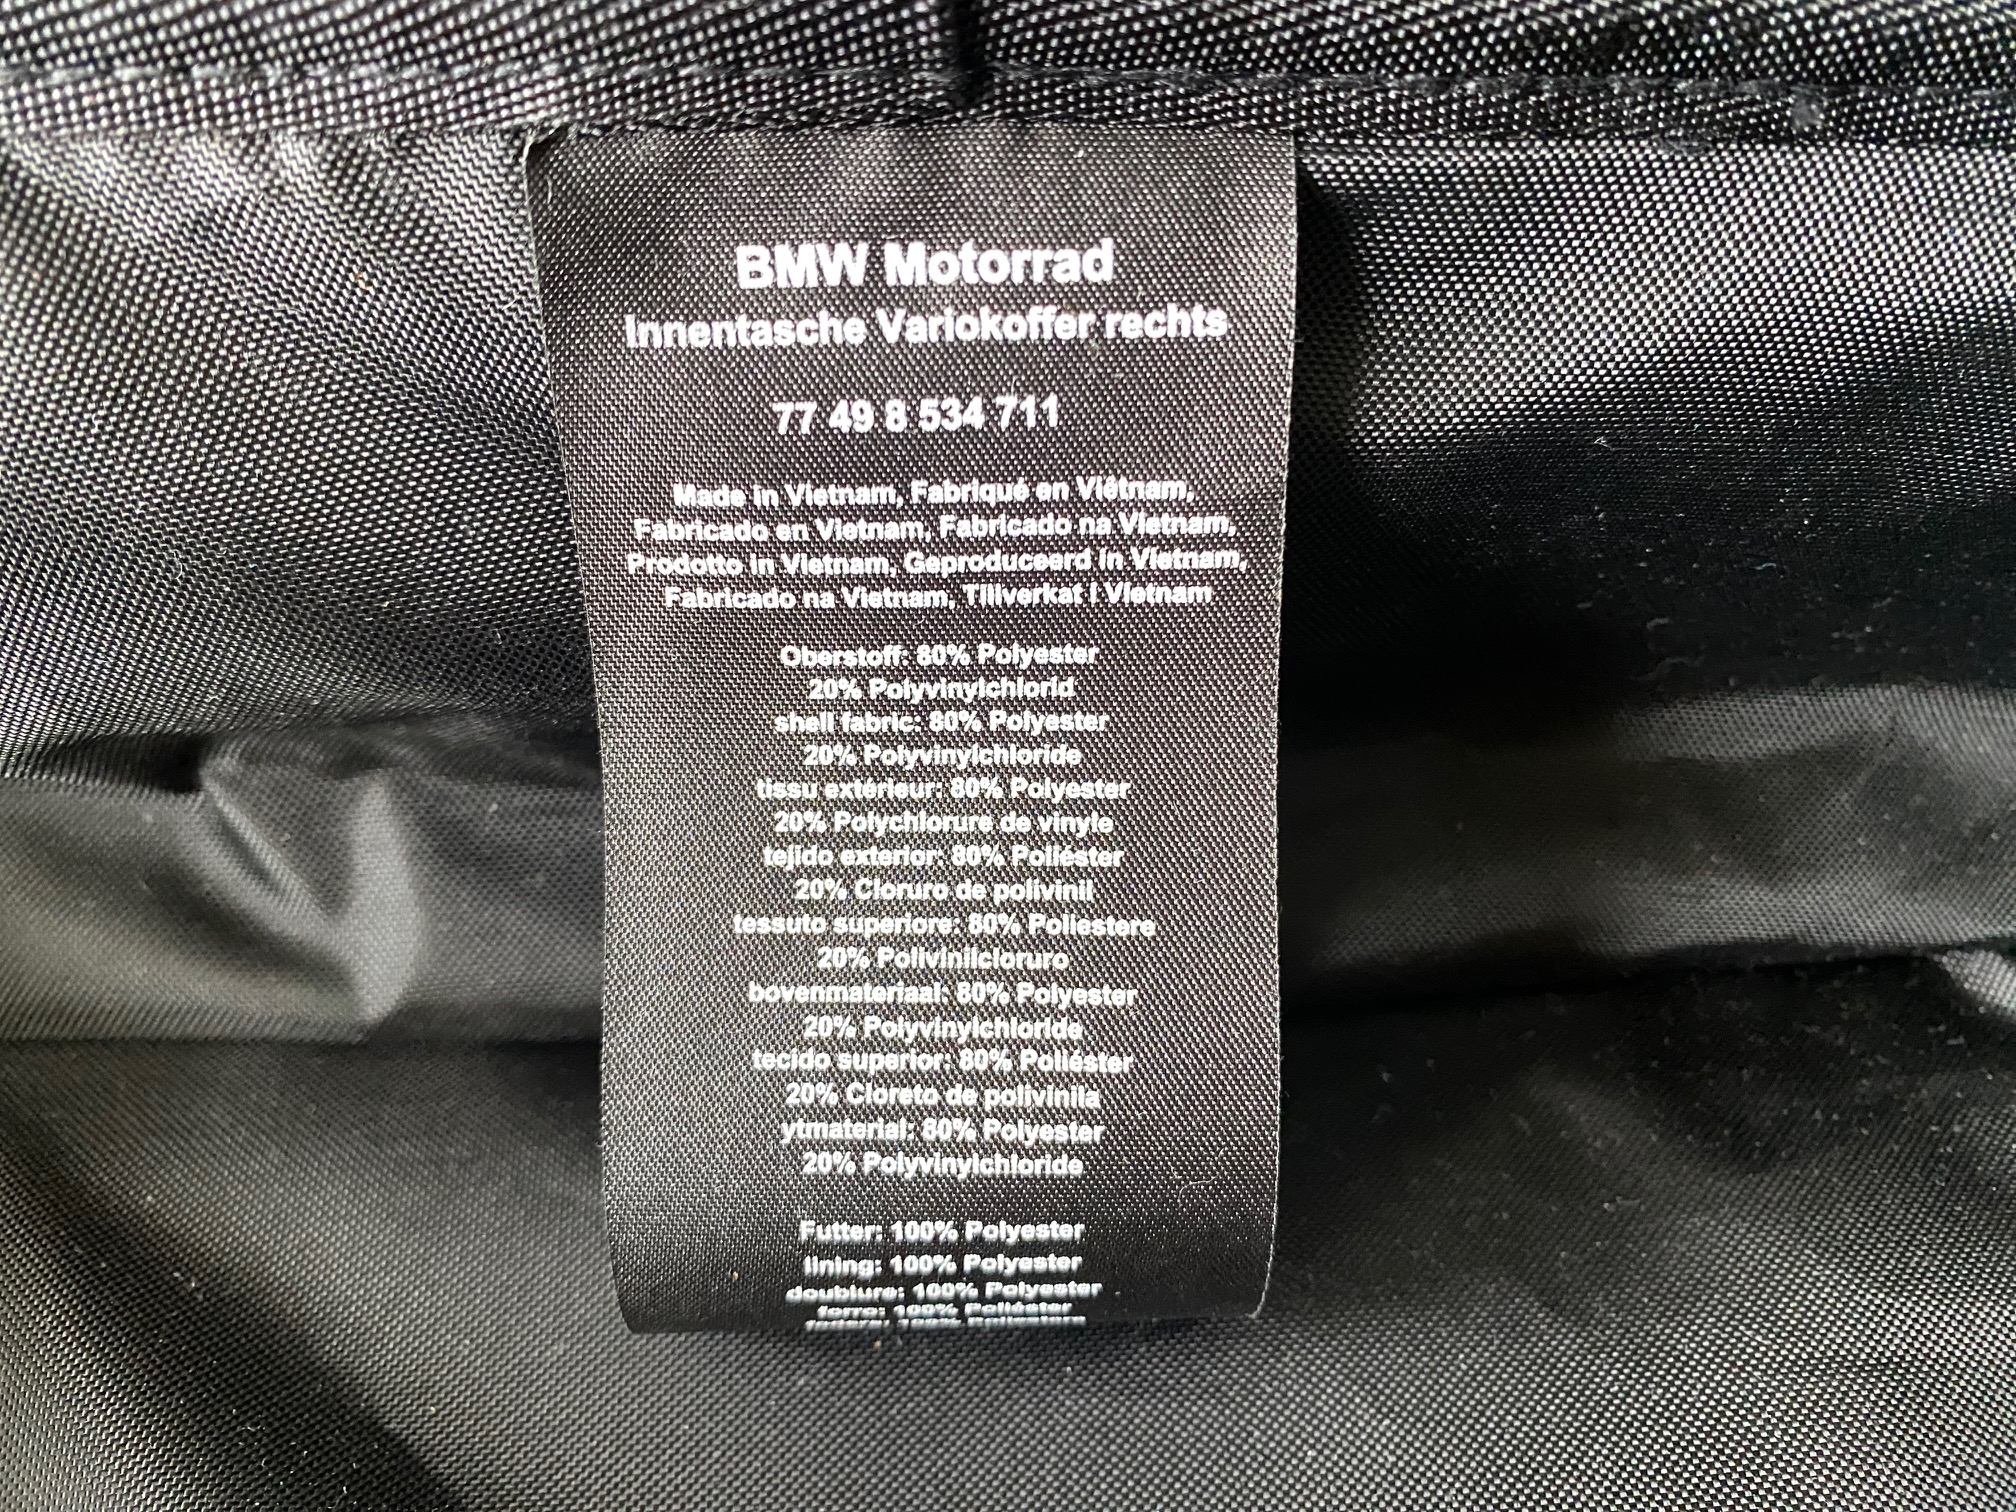 BMW Motorrad
Innentasche Variokoffer rechts
77 49 8 534 711
Made in Vietnam, Fabriqué en Viêtnam,
Fabricado en Vietnam, Fabricado na Vietnam,
Prodotto in Vietnam, Geproduceerd in Vietnam,
Fabricado na Vietnam, Tillverkat i Vietnam
Oberstoff: 80% Polyester
20% Polyvinylchlorid
shell fabric: 80% Polyester
20% Polyvinylchloride
tissu extérieur: 80% Polyester
20% Polychlorure de vinyle
tejido exterior: 80% Poliester
20% Cloruro de polivinil
tessuto superiore: 80% Poliestere
20% Polivinilcloruro
bovenmateriaal: 80% Polyester
20% Polyvinylchloride
tecido superior: 80% Poliéster
20% Cloreto de polivinila
ytmaterial: 80% Polyester
20% Polyvinylchloride
Futter: 100% Polyester
lining: 100% Polyester
doublure: 100% Polyester
forro: 100% Poliéster